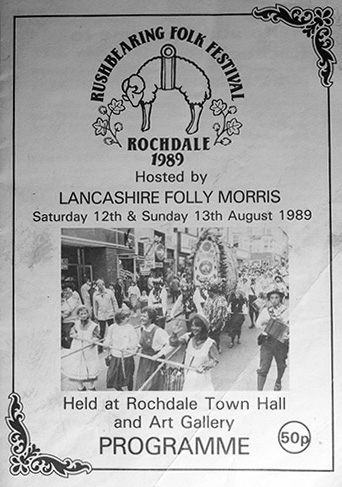 50p
RUSHBEARING FOLK FESTIVAL
ROCHDALE
1989
Hosted by
LANCASHIRE FOLLY MORRIS
Saturday 12th & Sunday 13th August 1989
Held at Rochdale Town Hall
and Art Gallery
PROGRAMME
50p